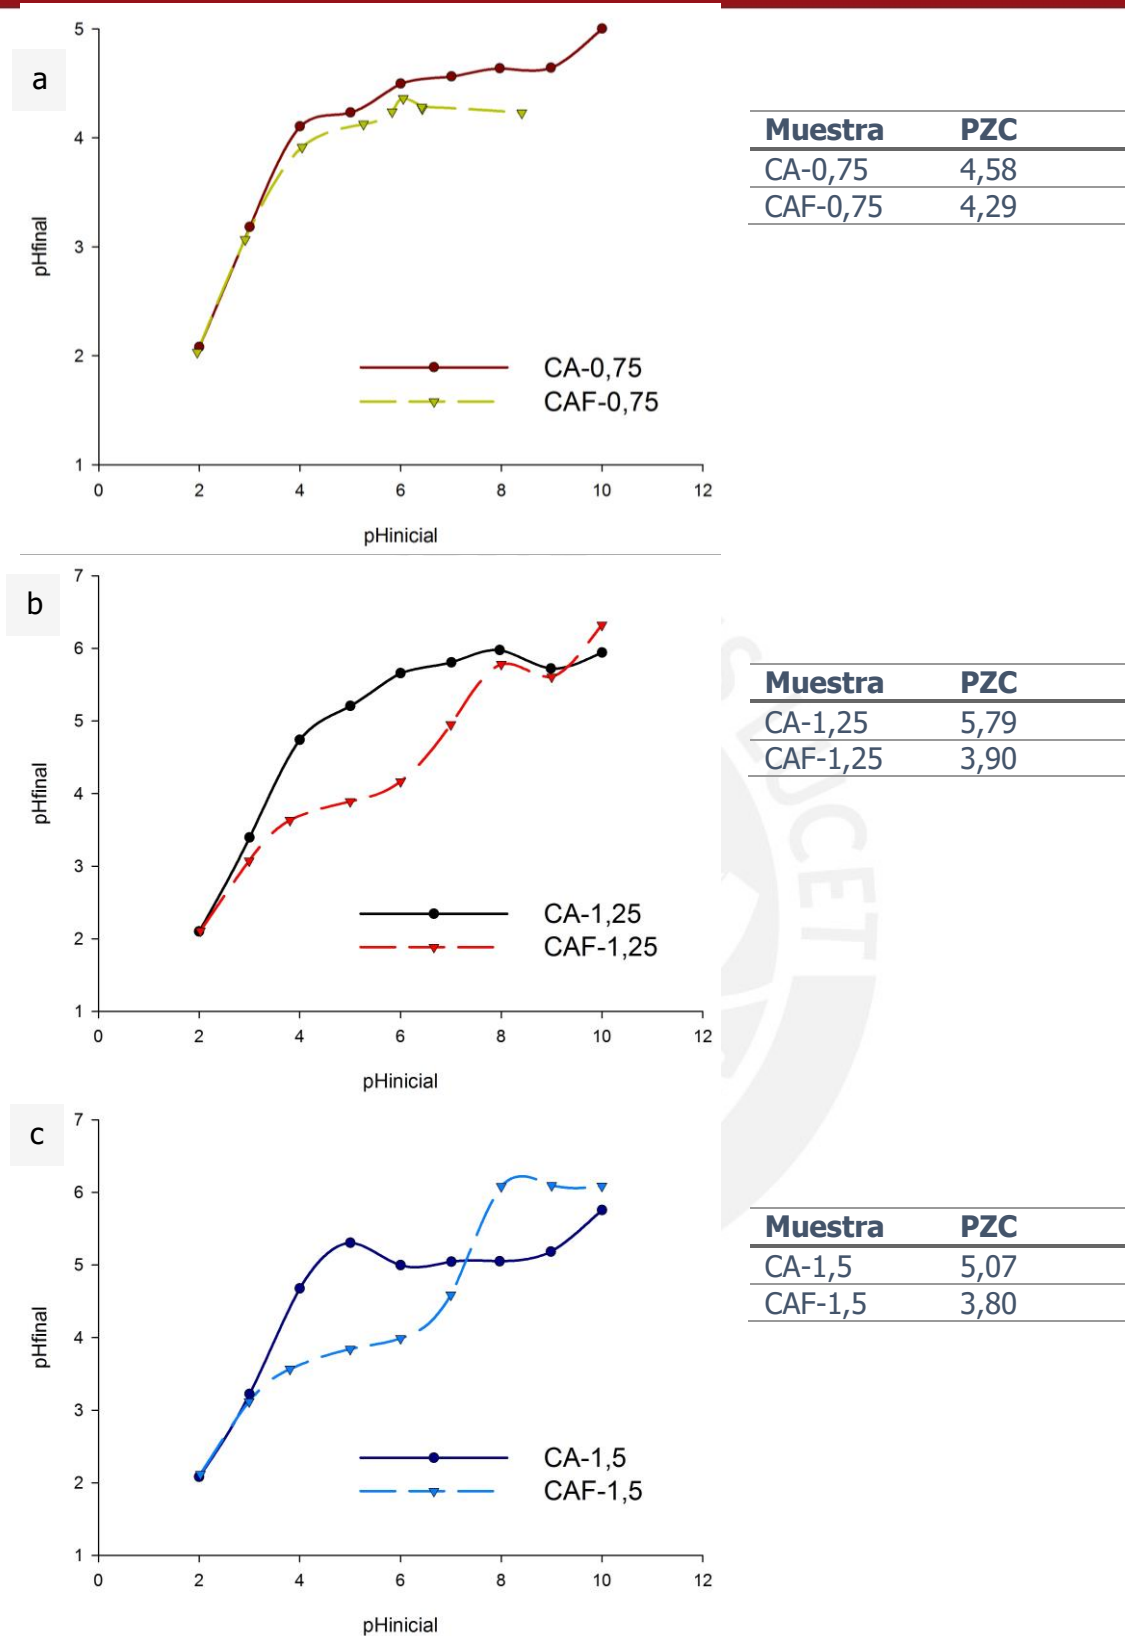 a
5
4
3
2
1
pHfinal
0 2 4 6 8 10 12
pHinicial
CA-0,75
CAF-0,75
Muestra PZC
CA-0,75 4,58
CAF-0,75 4,29
b
7
6
5
4
3
2
1
pHfinal
0 2 4 6 8 10 12
pHinicial
CA-1,25
CAF-1,25
Muestra PZC
CA-1,25 5,79
CAF-1,25 3,90
c
7
6
5
4
3
2
1
pHfinal
0 2 4 6 8 10 12
pHinicial
CA-1,5
CAF-1,5
Muestra PZC
CA-1,5 5,07
CAF-1,5 3,80
S LUCET